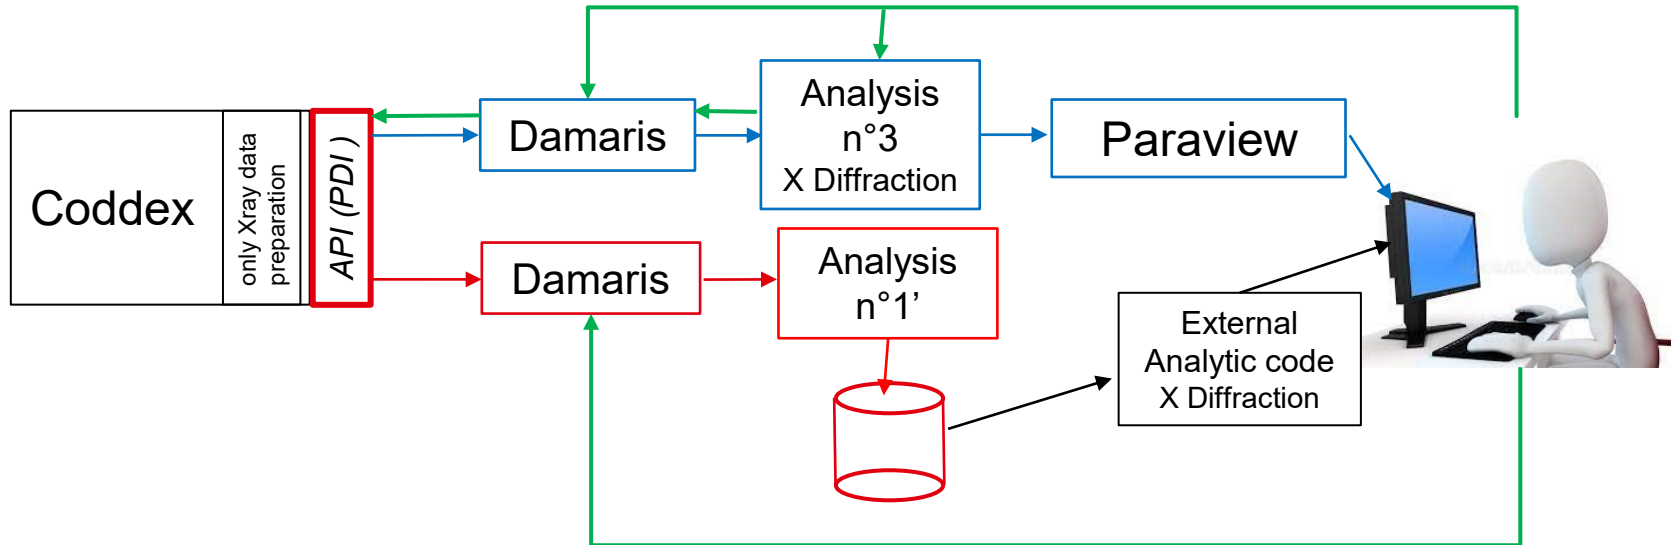 Coddex
only Xray data
preparation
API (PDI )
Damaris
Analysis
n°3
X Diffraction
Paraview
Damaris
Analysis
n°1’
External
Analytic code
X Diffraction